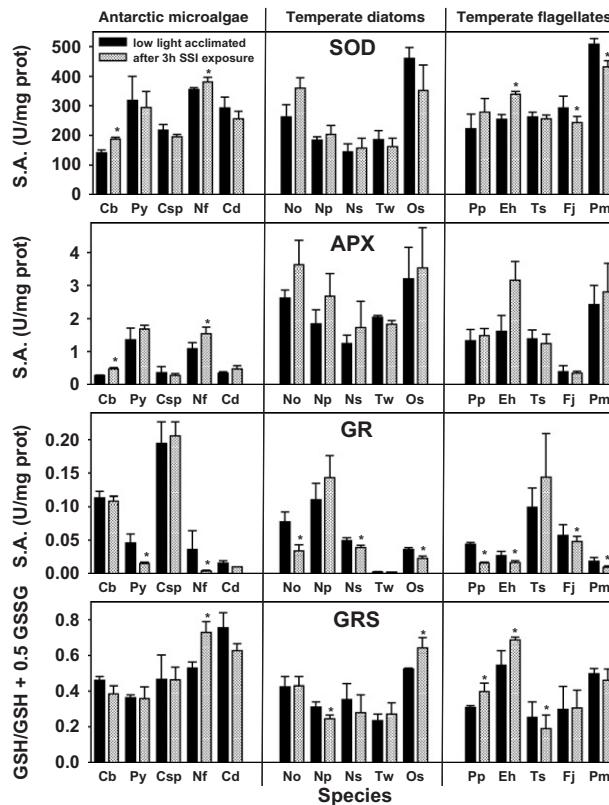 Antarctic microalgae Temperate diatoms Temperate flagellates
low light acclimated
after 3h SSI exposure
SOD
S.A. (U/mg prot)
500
400
300
200
100
0
* * * * *
Cb Py Csp Nf Cd No Np Ns Tw Os Pp Eh Ts Fj Pm
APX
S.A. (U/mg prot)
4
3
2
1
0
* *
Cb Py Csp Nf Cd No Np Ns Tw Os Pp Eh Ts Fj Pm
GR
S.A. (U/mg prot)
0.20
0.15
0.10
0.05
0.00
* * * * * * * * *
Cb Py Csp Nf Cd No Np Ns Tw Os Pp Eh Ts Fj Pm
GRS
GSH/GSH + 0.5 GSSG
0.8
0.6
0.4
0.2
0.0
* * * * * *
Cb Py Csp Nf Cd No Np Ns Tw Os Pp Eh Ts Fj Pm
Species